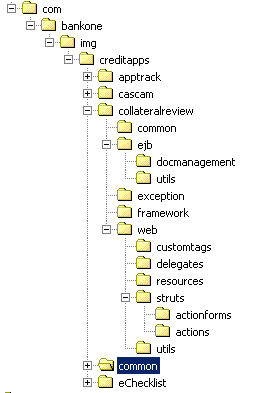 com
bankone
img
creditapps
apptrack
cascam
collateralreview
common
ejb
docmanagement
utils
exception
framework
web
customtags
delegates
resources
struts
actionforms
actions
utils
common
eChecklist